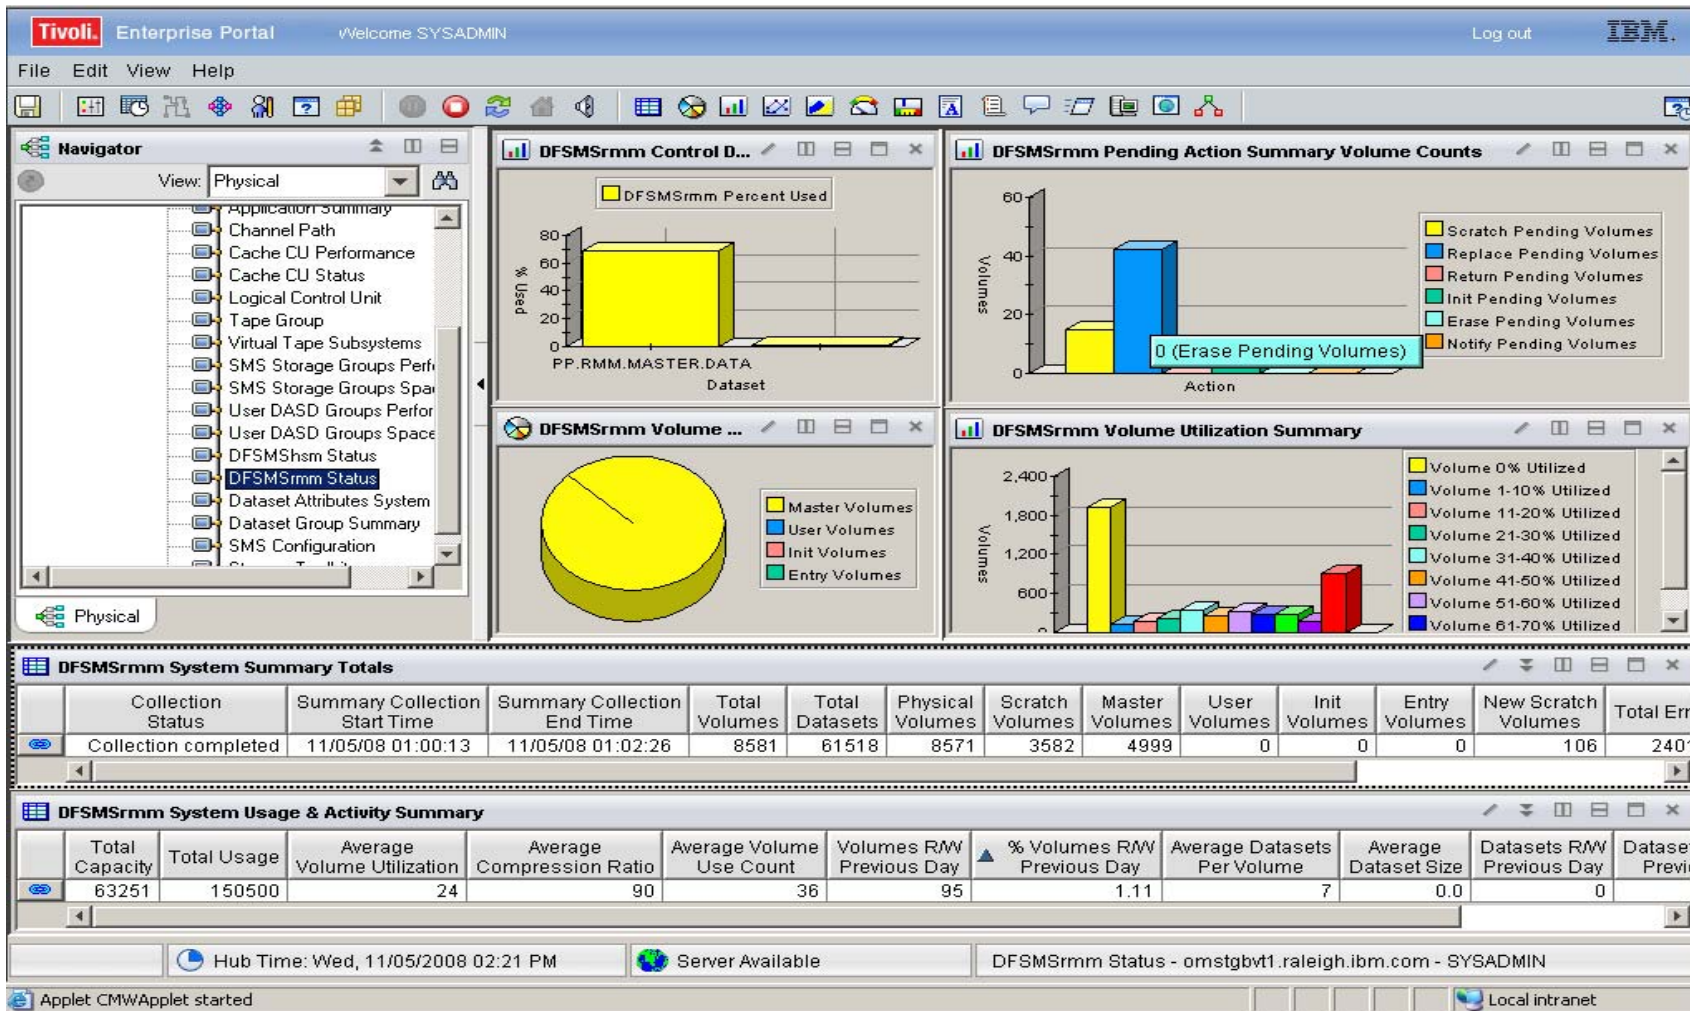 Tivoli. Enterprise Portal Welcome SYSADMIN Log out IBM.
File Edit View Help
Navigator
View: Physical
Application Summary
Channel Path
Cache CU Performance
Cache CU Status
Logical Control Unit
Tape Group
Virtual Tape Subsystems
SMS Storage Groups Perf
SMS Storage Groups Spa
User DASD Groups Perfor
User DASD Groups Space
DFSMShsm Status
DFSMSrmm Status
Dataset Attributes System
Dataset Group Summary
SMS Configuration
Physical
DFSMSrmm Control D...
DFSMSrmm Percent Used
80
60
40
20
0
% Used
PP.RMM.MASTER.DATA
Dataset
DFSMSrmm Pending Action Summary Volume Counts
60
40
20
0
Volumes
Action
0 (Erase Pending Volumes)
Scratch Pending Volumes
Replace Pending Volumes
Return Pending Volumes
Init Pending Volumes
Erase Pending Volumes
Notify Pending Volumes
DFSMSrmm Volume ...
Master Volumes
User Volumes
Init Volumes
Entry Volumes
DFSMSrmm Volume Utilization Summary
2,400
1,800
1,200
600
0
Volumes
Volume 0% Utilized
Volume 1-10% Utilized
Volume 11-20% Utilized
Volume 21-30% Utilized
Volume 31-40% Utilized
Volume 41-50% Utilized
Volume 51-60% Utilized
Volume 61-70% Utilized
DFSMSrmm System Summary Totals
Collection Status Summary Collection Start Time Summary Collection End Time Total Volumes Total Datasets Physical Volumes Scratch Volumes Master Volumes User Volumes Init Volumes Entry Volumes New Scratch Volumes Total Err
Collection completed 11/05/08 01:00:13 11/05/08 01:02:26 8581 61518 8571 3582 4999 0 0 0 106 2401
DFSMSrmm System Usage & Activity Summary
Total Capacity Total Usage Average Volume Utilization Average Compression Ratio Average Volume Use Count Volumes R/W Previous Day % Volumes R/W Previous Day Average Datasets Per Volume Average Dataset Size Datasets R/W Previous Day Datase Previ
63251 150500 24 90 36 95 1.11 7 0.0 0
Hub Time: Wed, 11/05/2008 02:21 PM Server Available DFSMSrmm Status - omstgbvt1.raleigh.ibm.com - SYSADMIN
Applet CMWApplet started Local intranet